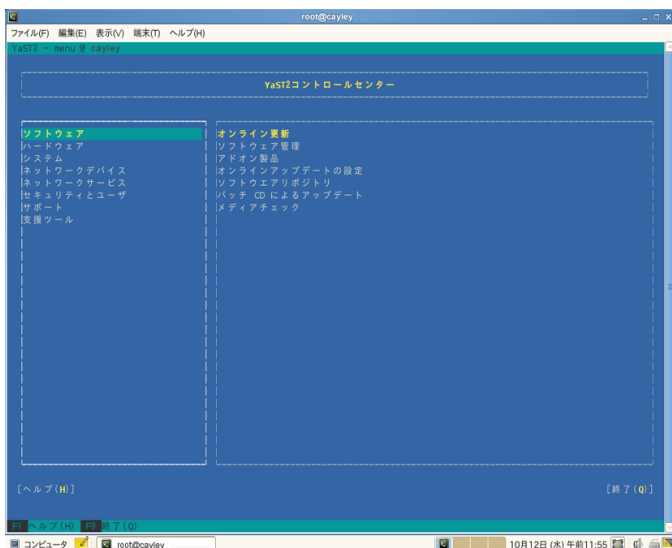 root@cayley
ファイル(F) 編集(E) 表示(V) 端末(T) ヘルプ(H)
YaST2 - menu @ cayley
YaST2コントロールセンター
ソフトウェア
ハードウェア
システム
ネットワークデバイス
ネットワークサービス
セキュリティとユーザ
サポート
支援ツール
オンライン更新
ソフトウェア管理
アドオン製品
オンラインアップデートの設定
ソフトウエアリポジトリ
パッチ CD によるアップデート
メディアチェック
[ヘルプ(H)] [終了(Q)]
F1 ヘルプ(H) F9 終了(Q)
コンピュータ root@cayley 10月12日 (水) 午前11:55